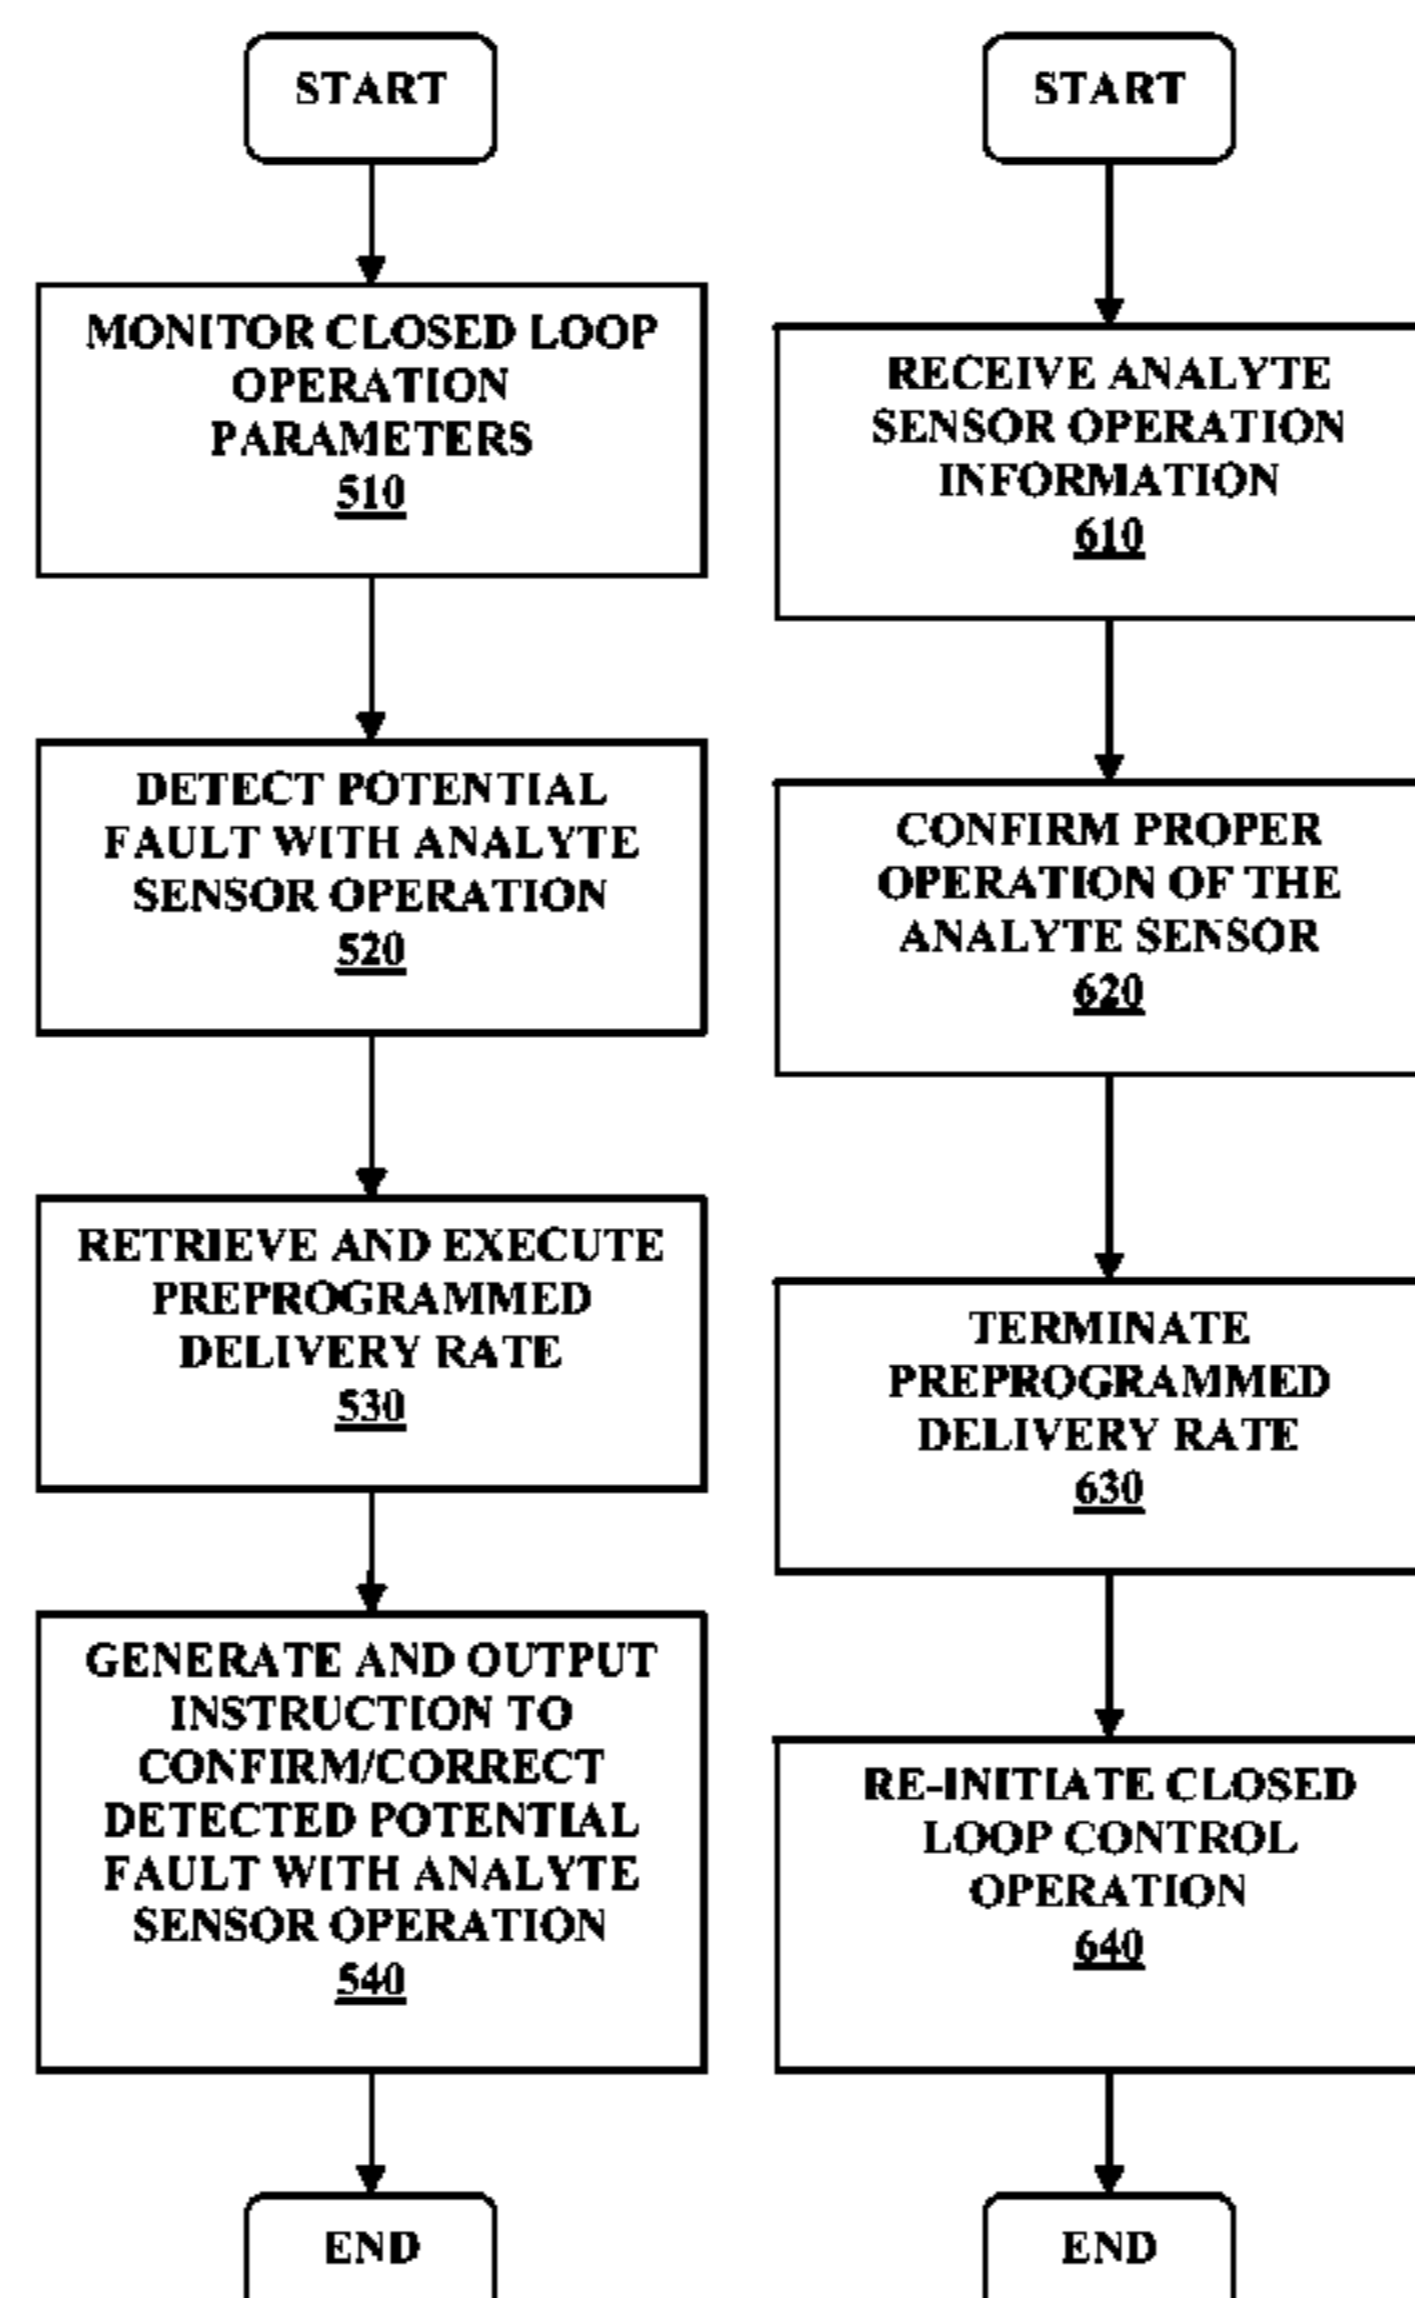 START
MONITOR CLOSED LOOP
OPERATION
PARAMETERS
510
DETECT POTENTIAL
FAULT WITH ANALYTE
SENSOR OPERATION
520
RETRIEVE AND EXECUTE
PREPROGRAMMED
DELIVERY RATE
530
GENERATE AND OUTPUT
INSTRUCTION TO
CONFIRM/CORRECT
DETECTED POTENTIAL
FAULT WITH ANALYTE
SENSOR OPERATION
540
END
START
RECEIVE ANALYTE
SENSOR OPERATION
INFORMATION
610
CONFIRM PROPER
OPERATION OF THE
ANALYTE SENSOR
620
TERMINATE
PREPROGRAMMED
DELIVERY RATE
630
RE-INITIATE CLOSED
LOOP CONTROL
OPERATION
640
END